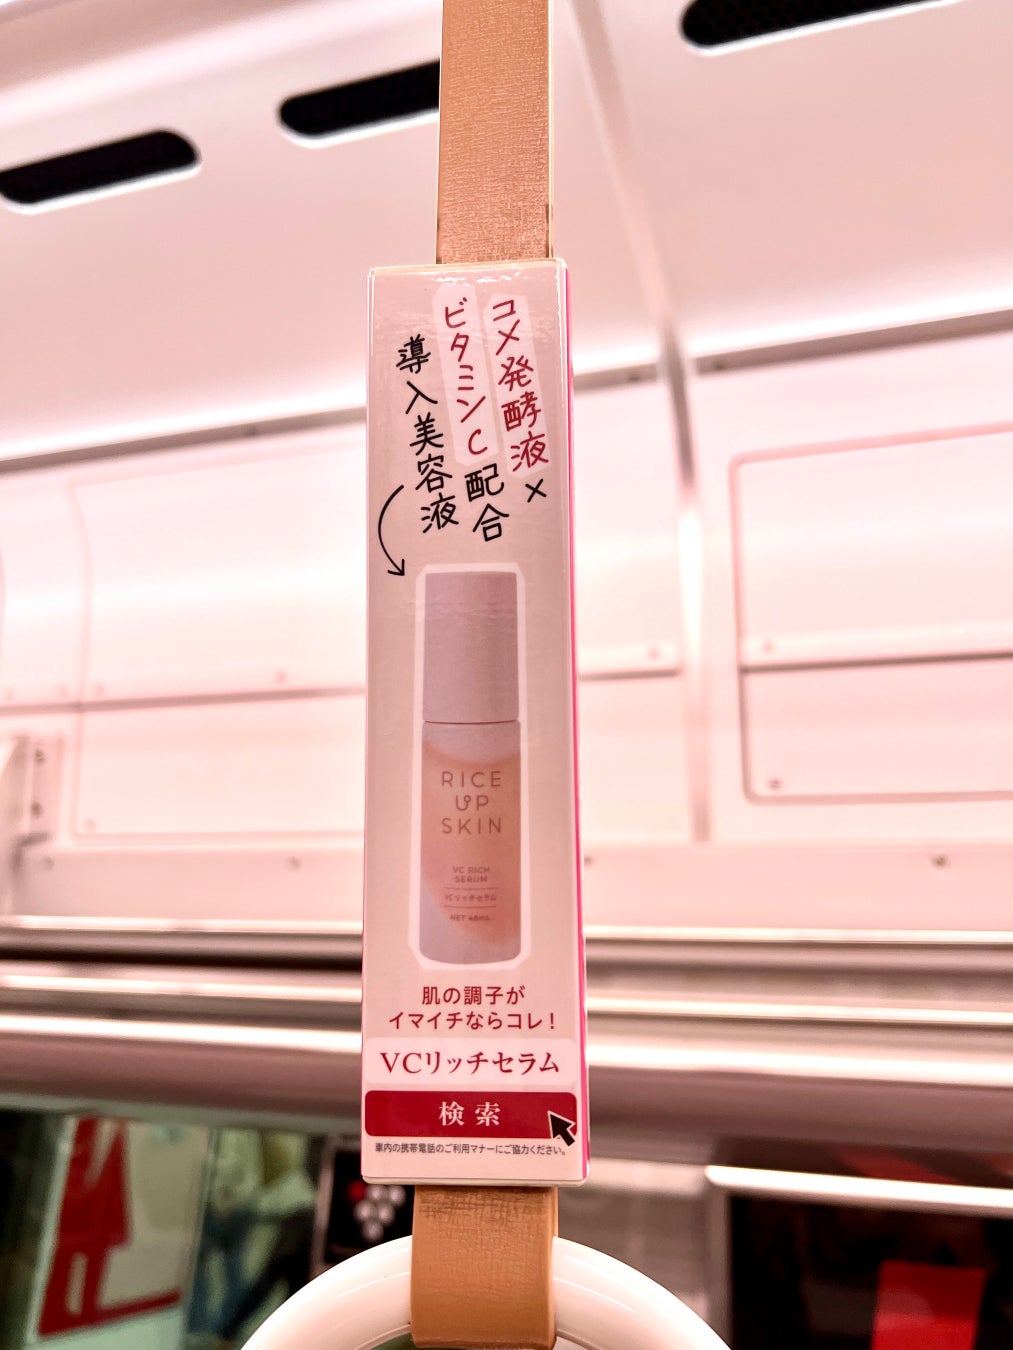 コメ発酵液×
ビタミンC配合
導入美容液
RICE
UP
SKIN
VC RICH
SERUM
VCリッチセラム
NET 48mL
肌の調子が
イマイチならコレ!
VCリッチセラム
検索
車内の携帯電話のご利用マナーにご協力ください。